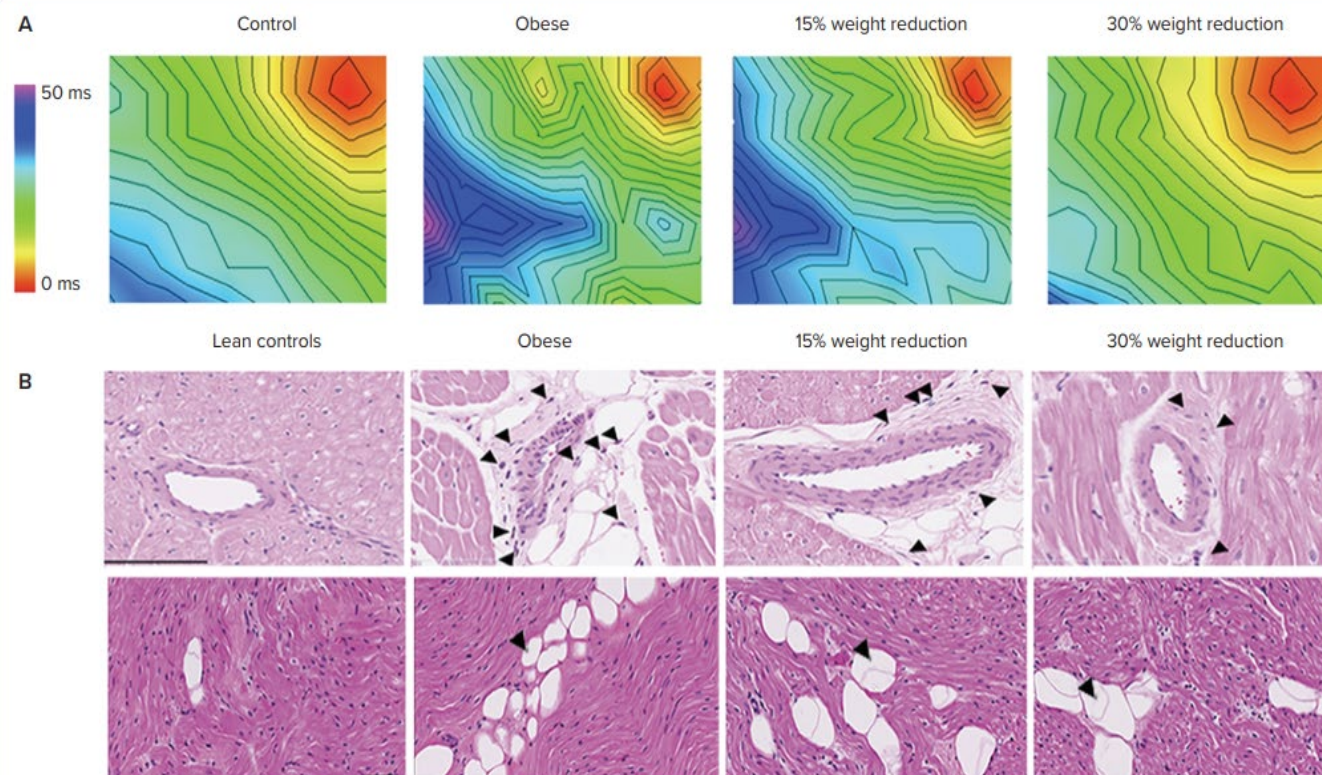 A
Control
Obese
15% weight reduction
30% weight reduction
50 ms
0 ms
Lean controls
Obese
15% weight reduction
30% weight reduction
B